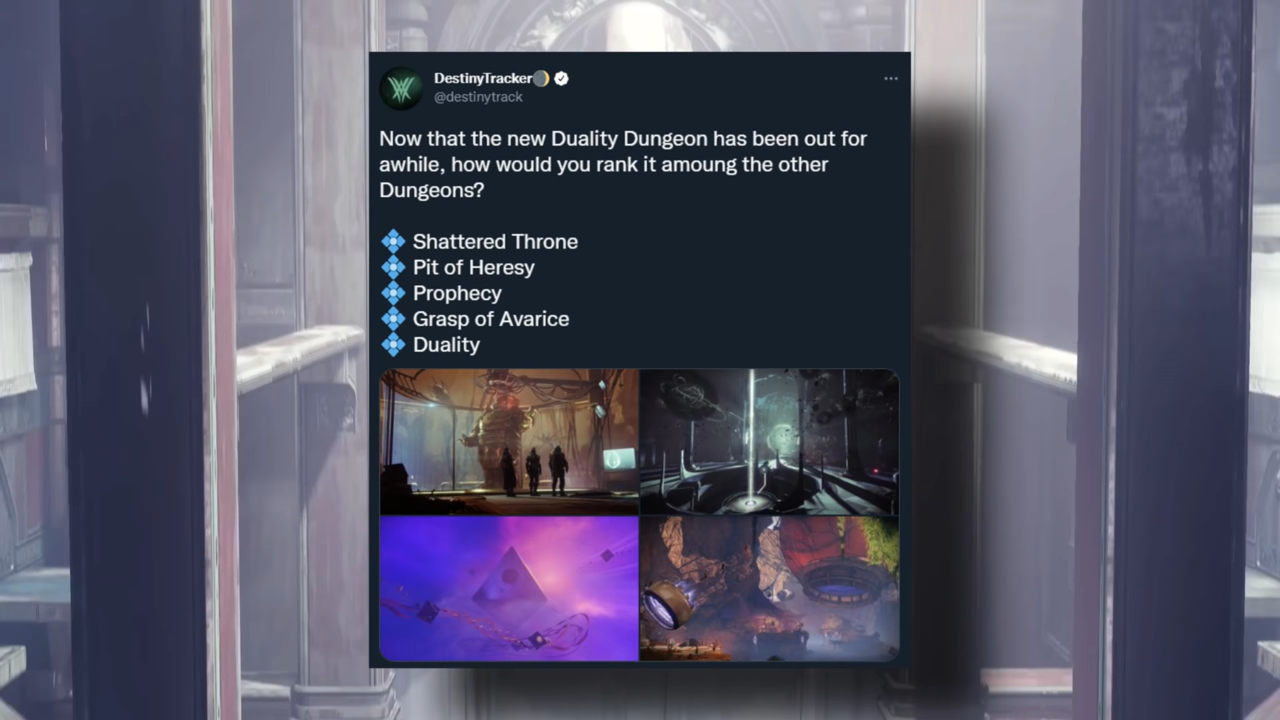 DestinyTracker
@destinytrack
Now that the new Duality Dungeon has been out for
awhile, how would you rank it amoung the other
Dungeons?
Shattered Throne
Pit of Heresy
Prophecy
Grasp of Avarice
Duality